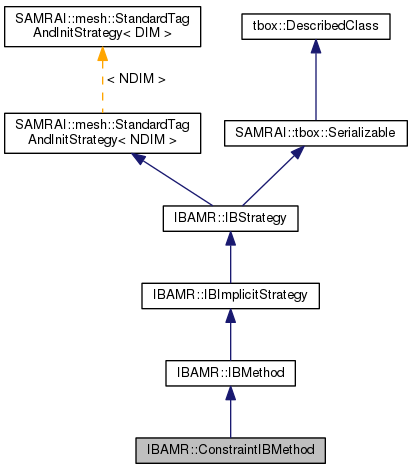 SAMRAI::mesh::StandardTag
AndInitStrategy< DIM >
tbox::DescribedClass
< NDIM >
SAMRAI::mesh::StandardTag
AndInitStrategy< NDIM >
SAMRAI::tbox::Serializable
IBAMR::IBStrategy
IBAMR::IBImplicitStrategy
IBAMR::IBMethod
IBAMR::ConstraintIBMethod